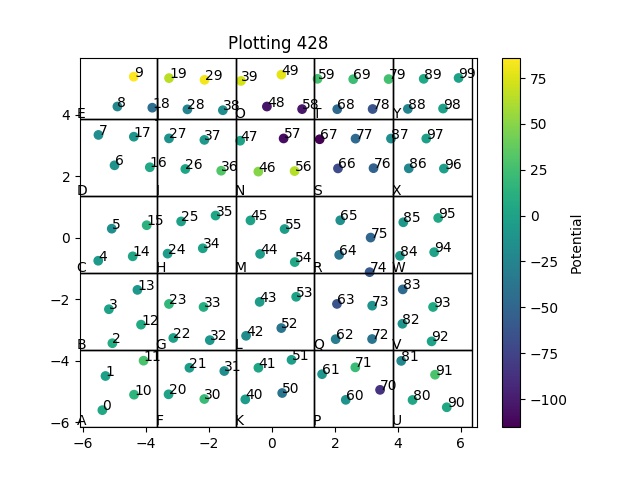 Plotting 428
9 19 29 39 49 59 69 79 89 99
8 18 28 38 48 58 68 78 88 98
E O T Y
7 17 27 37 47 57 67 77 87 97
6 16 26 36 46 56 66 76 86 96
D I N S X
5 15 25 35 45 55 65 75 85 95
4 14 24 34 44 54 64 74 84 94
C H M R W
3 13 23 33 43 53 63 73 83 93
2 12 22 32 42 52 62 72 82 92
B G L Q V
1 11 21 31 41 51 61 71 81 91
0 10 20 30 40 50 60 70 80 90
A F K P U
4
2
0
−2
−4
−6
−6 −4 −2 0 2 4 6
75
50
25
0
−25
−50
−75
−100
Potential